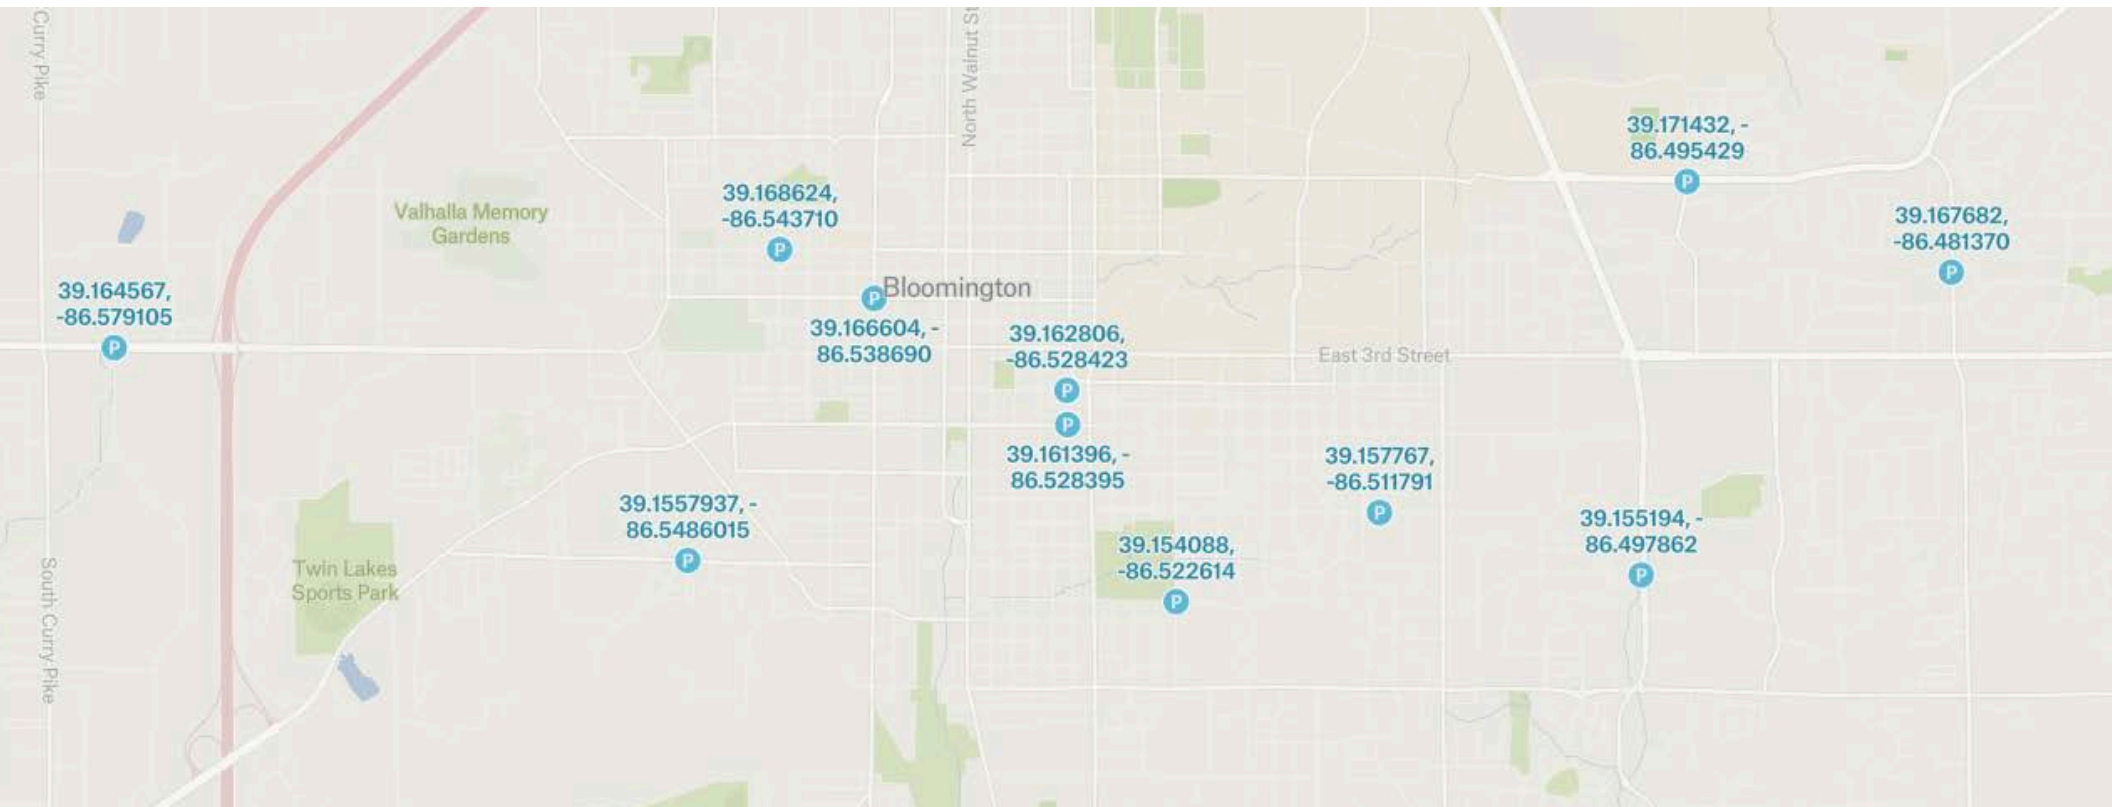 Curry Pike
North Walnut St
39.171432, -
86.495429
39.168624,
-86.543710
Valhalla Memory
Gardens
39.167682,
-86.481370
P
P
P
39.164567,
-86.579105
P
Bloomington
P
39.166604, -
86.538690
39.162806,
-86.528423
P
East 3rd Street
P
39.161396, -
86.528395
39.157767,
-86.511791
P
39.1557937, -
86.5486015
P
39.154088,
-86.522614
P
39.155194, -
86.497862
P
Twin Lakes
Sports Park
South Curry Pike